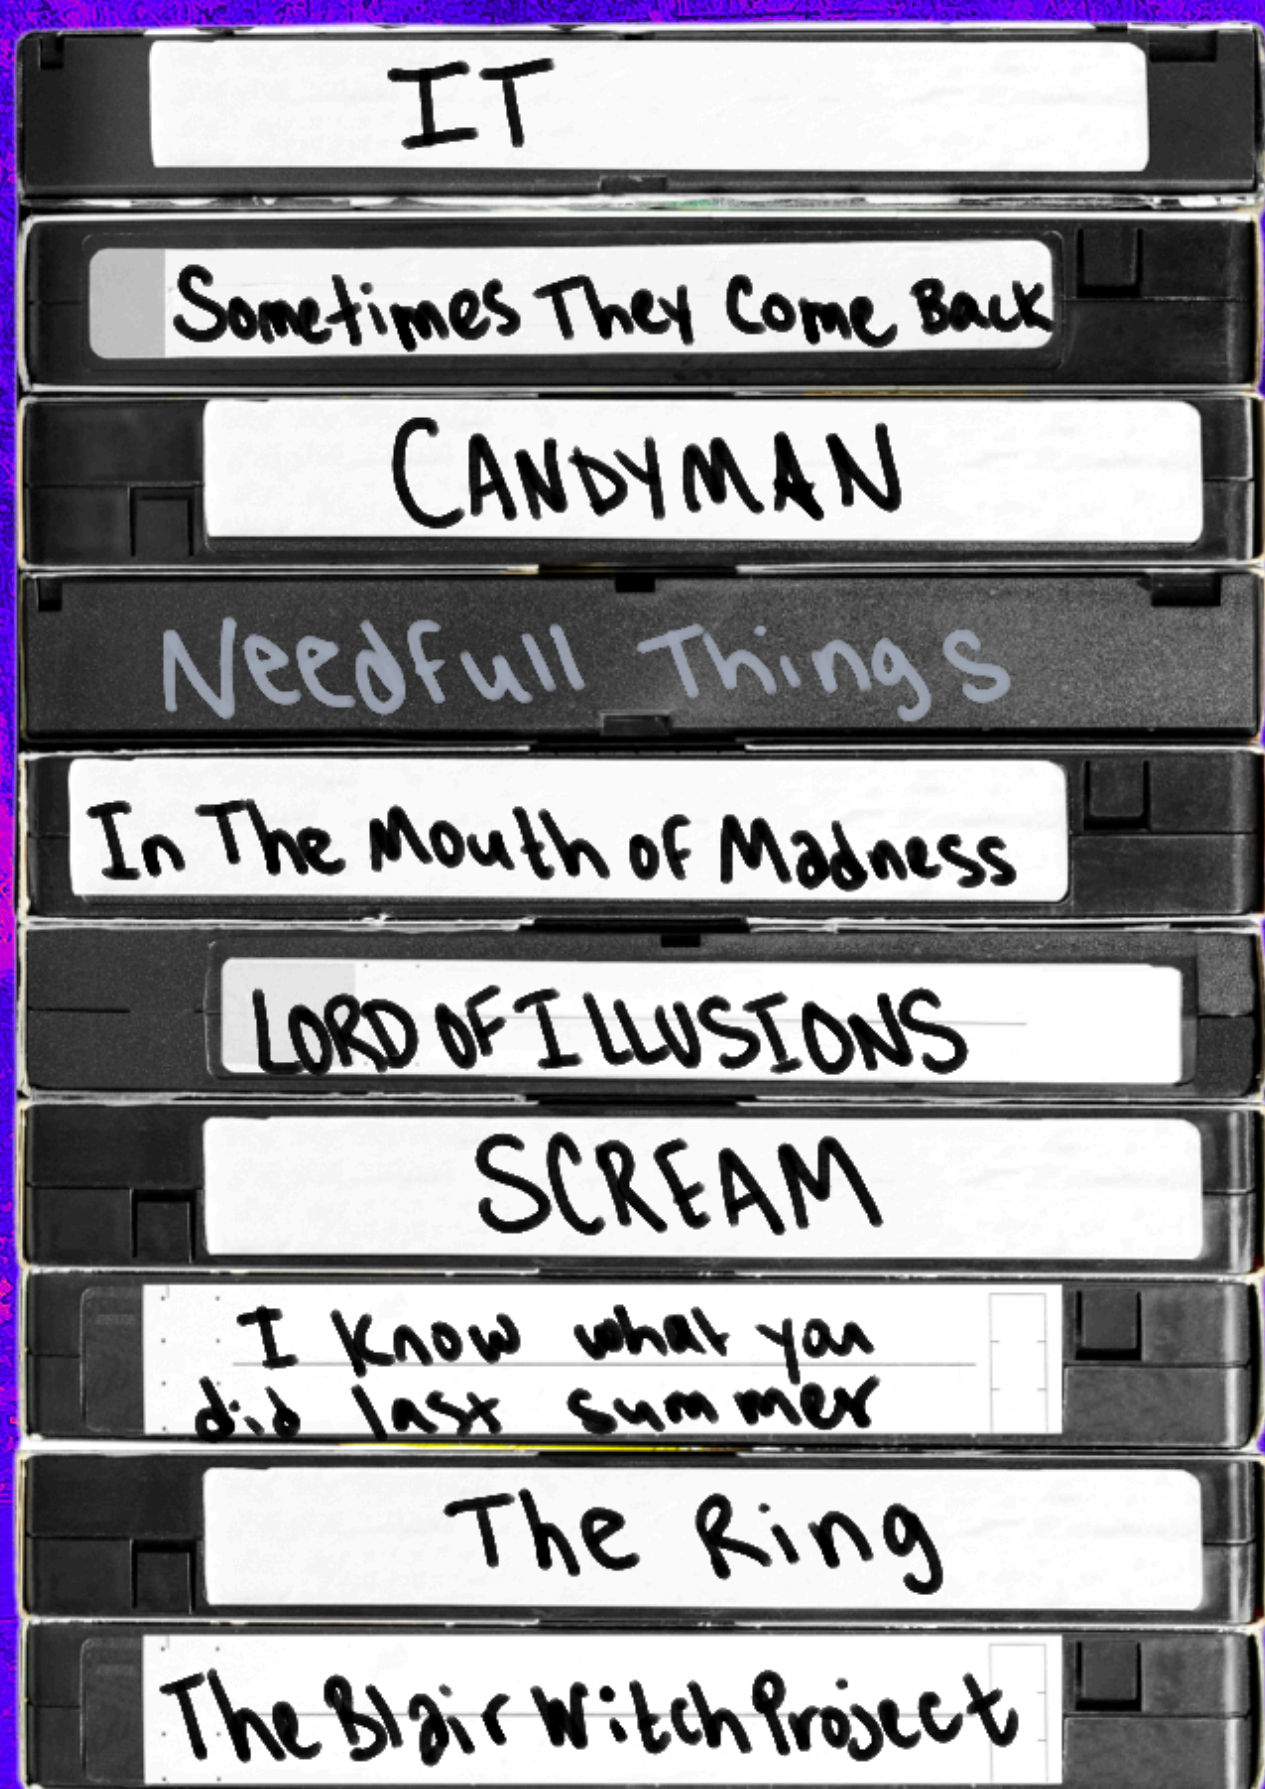 IT
Sometimes They Come Back
CANDYMAN
Needfull Things
In The Mouth of Madness
LORD OF ILLUSIONS
SCREAM
I Know what you
did last summer
The Ring
The Blair Witch Project